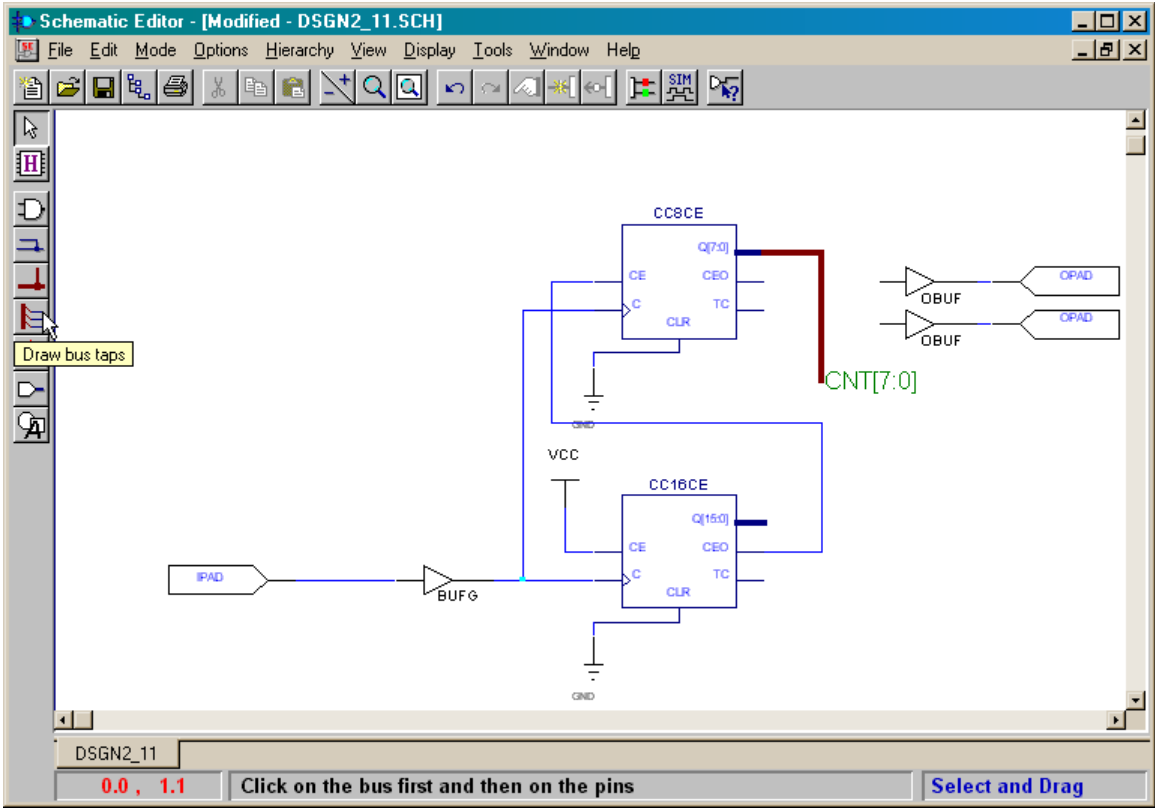 Schematic Editor - [Modified - DSGN2_11.SCH]
File Edit Mode Options Hierarchy View Display Tools Window Help
SIM
H
Draw bus taps
A
CC8CE
Q[7:0]
CE CEO
C TC
CLR
GND
OPAD
OBUF
OPAD
OBUF
CNT[7:0]
VCC
CC16CE
Q[15:0]
CE CEO
C TC
CLR
GND
IPAD
BUFG
DSGN2_11
0.0 , 1.1 Click on the bus first and then on the pins Select and Drag